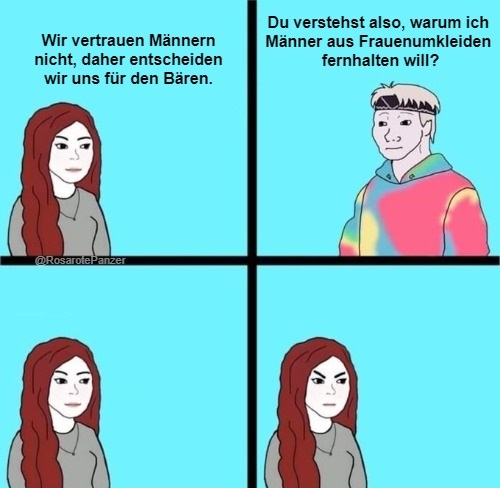 Wir vertrauen Männern
nicht, daher entscheiden
wir uns für den Bären.
Du verstehst also, warum ich
Männer aus Frauenumkleiden
fernhalten will?
@RosarotePanzer